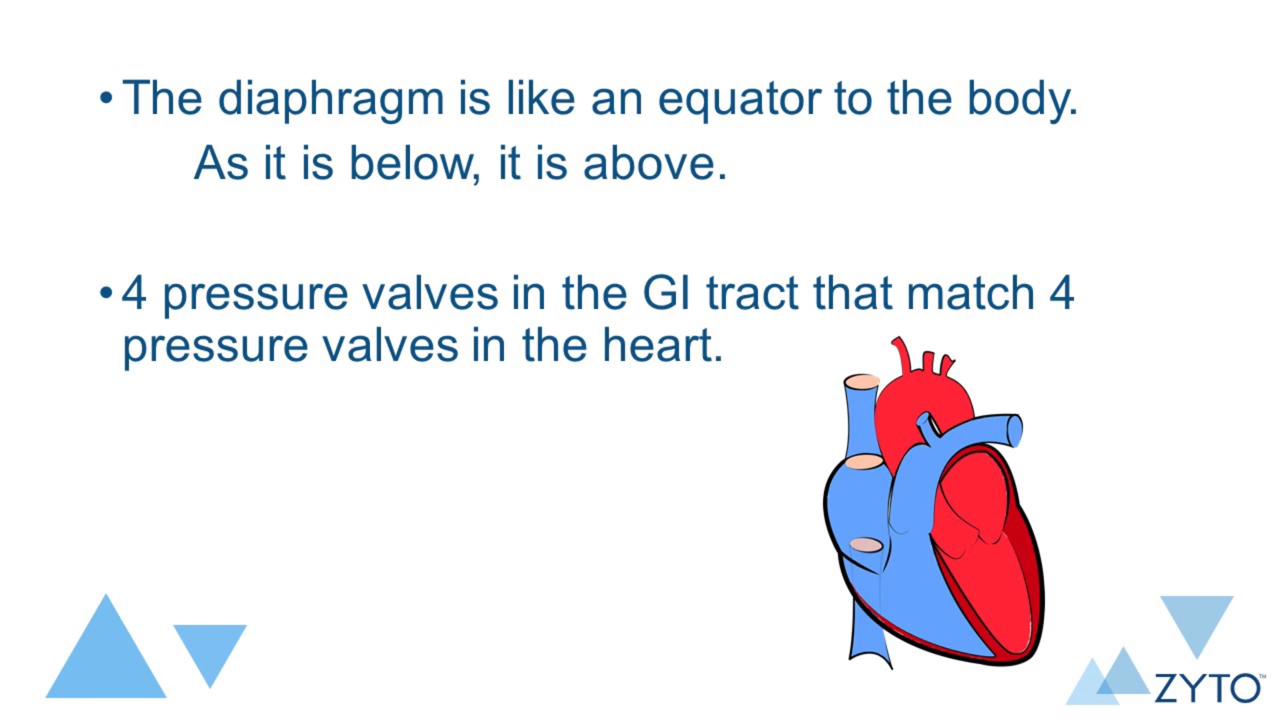 • The diaphragm is like an equator to the body.
As it is below, it is above.
• 4 pressure valves in the GI tract that match 4
pressure valves in the heart.
ZYTO™